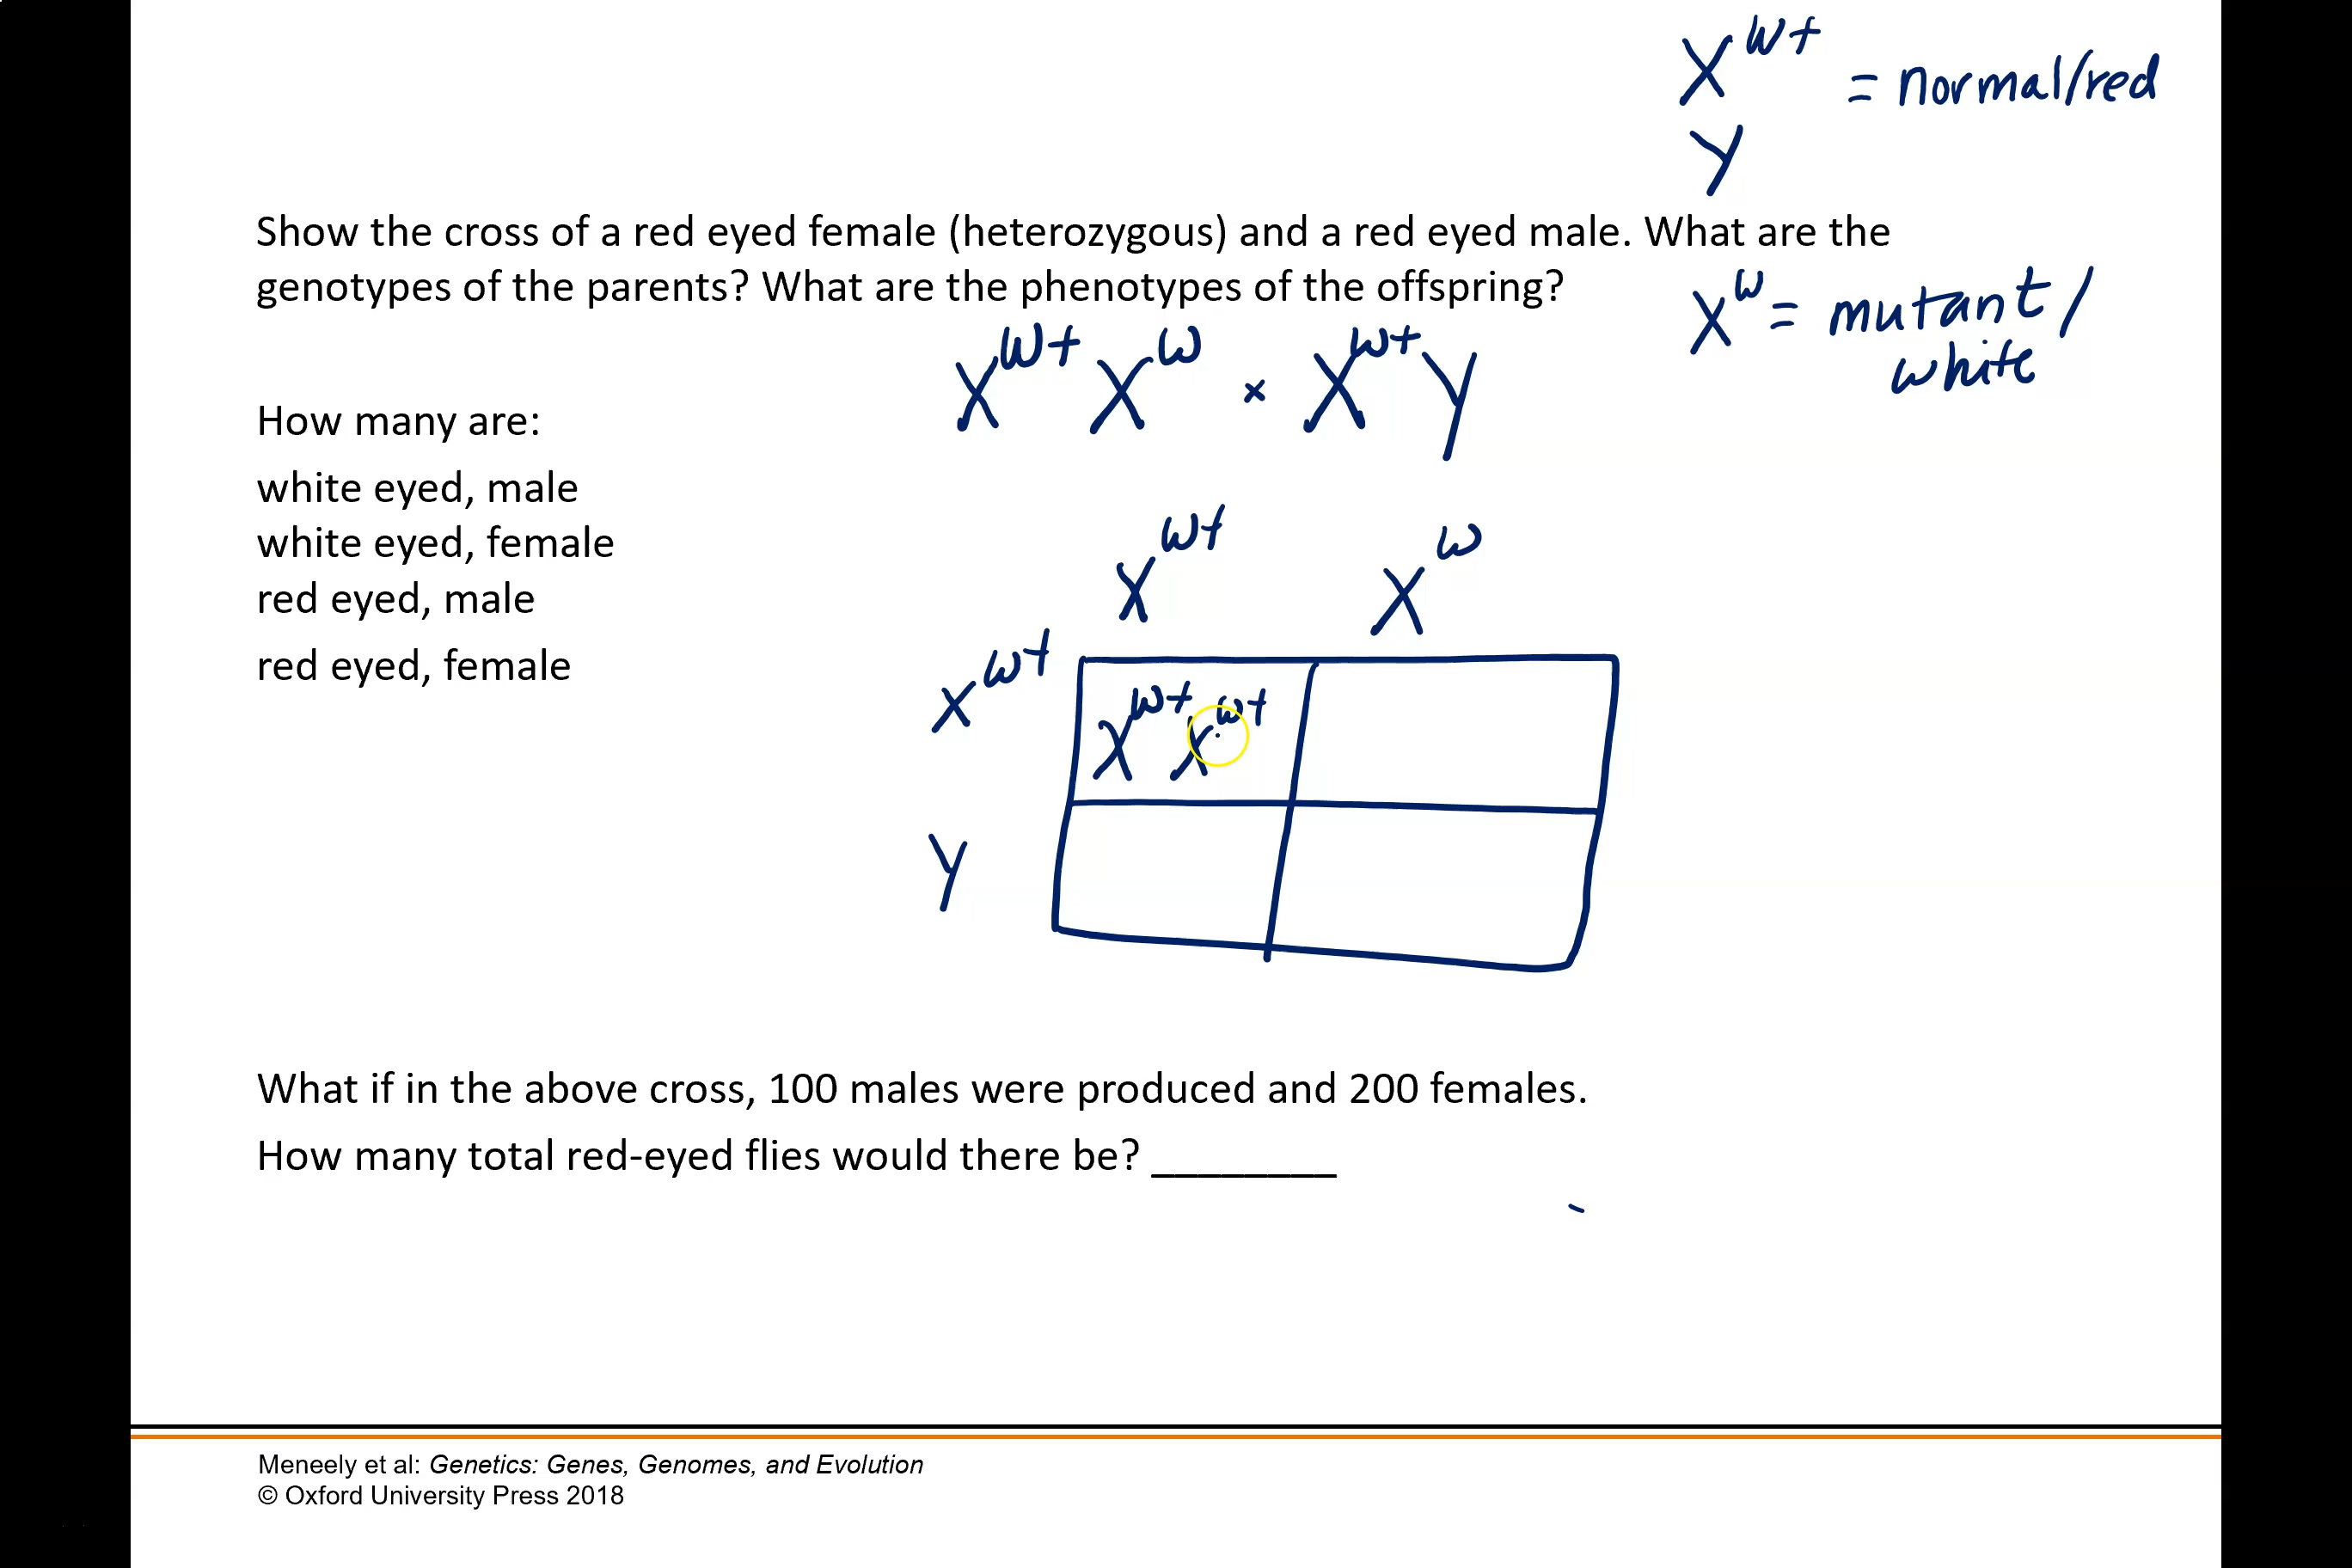 X^w+ = normal/red
Y
Show the cross of a red eyed female (heterozygous) and a red eyed male. What are the
genotypes of the parents? What are the phenotypes of the offspring?
X^w = mutant /
white
X^w+ X^w × X^w+ Y
How many are:
white eyed, male
white eyed, female
red eyed, male
red eyed, female
X^w+ X^w
X^w+
X^w+ X^w+
Y
What if in the above cross, 100 males were produced and 200 females.
How many total red-eyed flies would there be? ________
Meneely et al: Genetics: Genes, Genomes, and Evolution
© Oxford University Press 2018